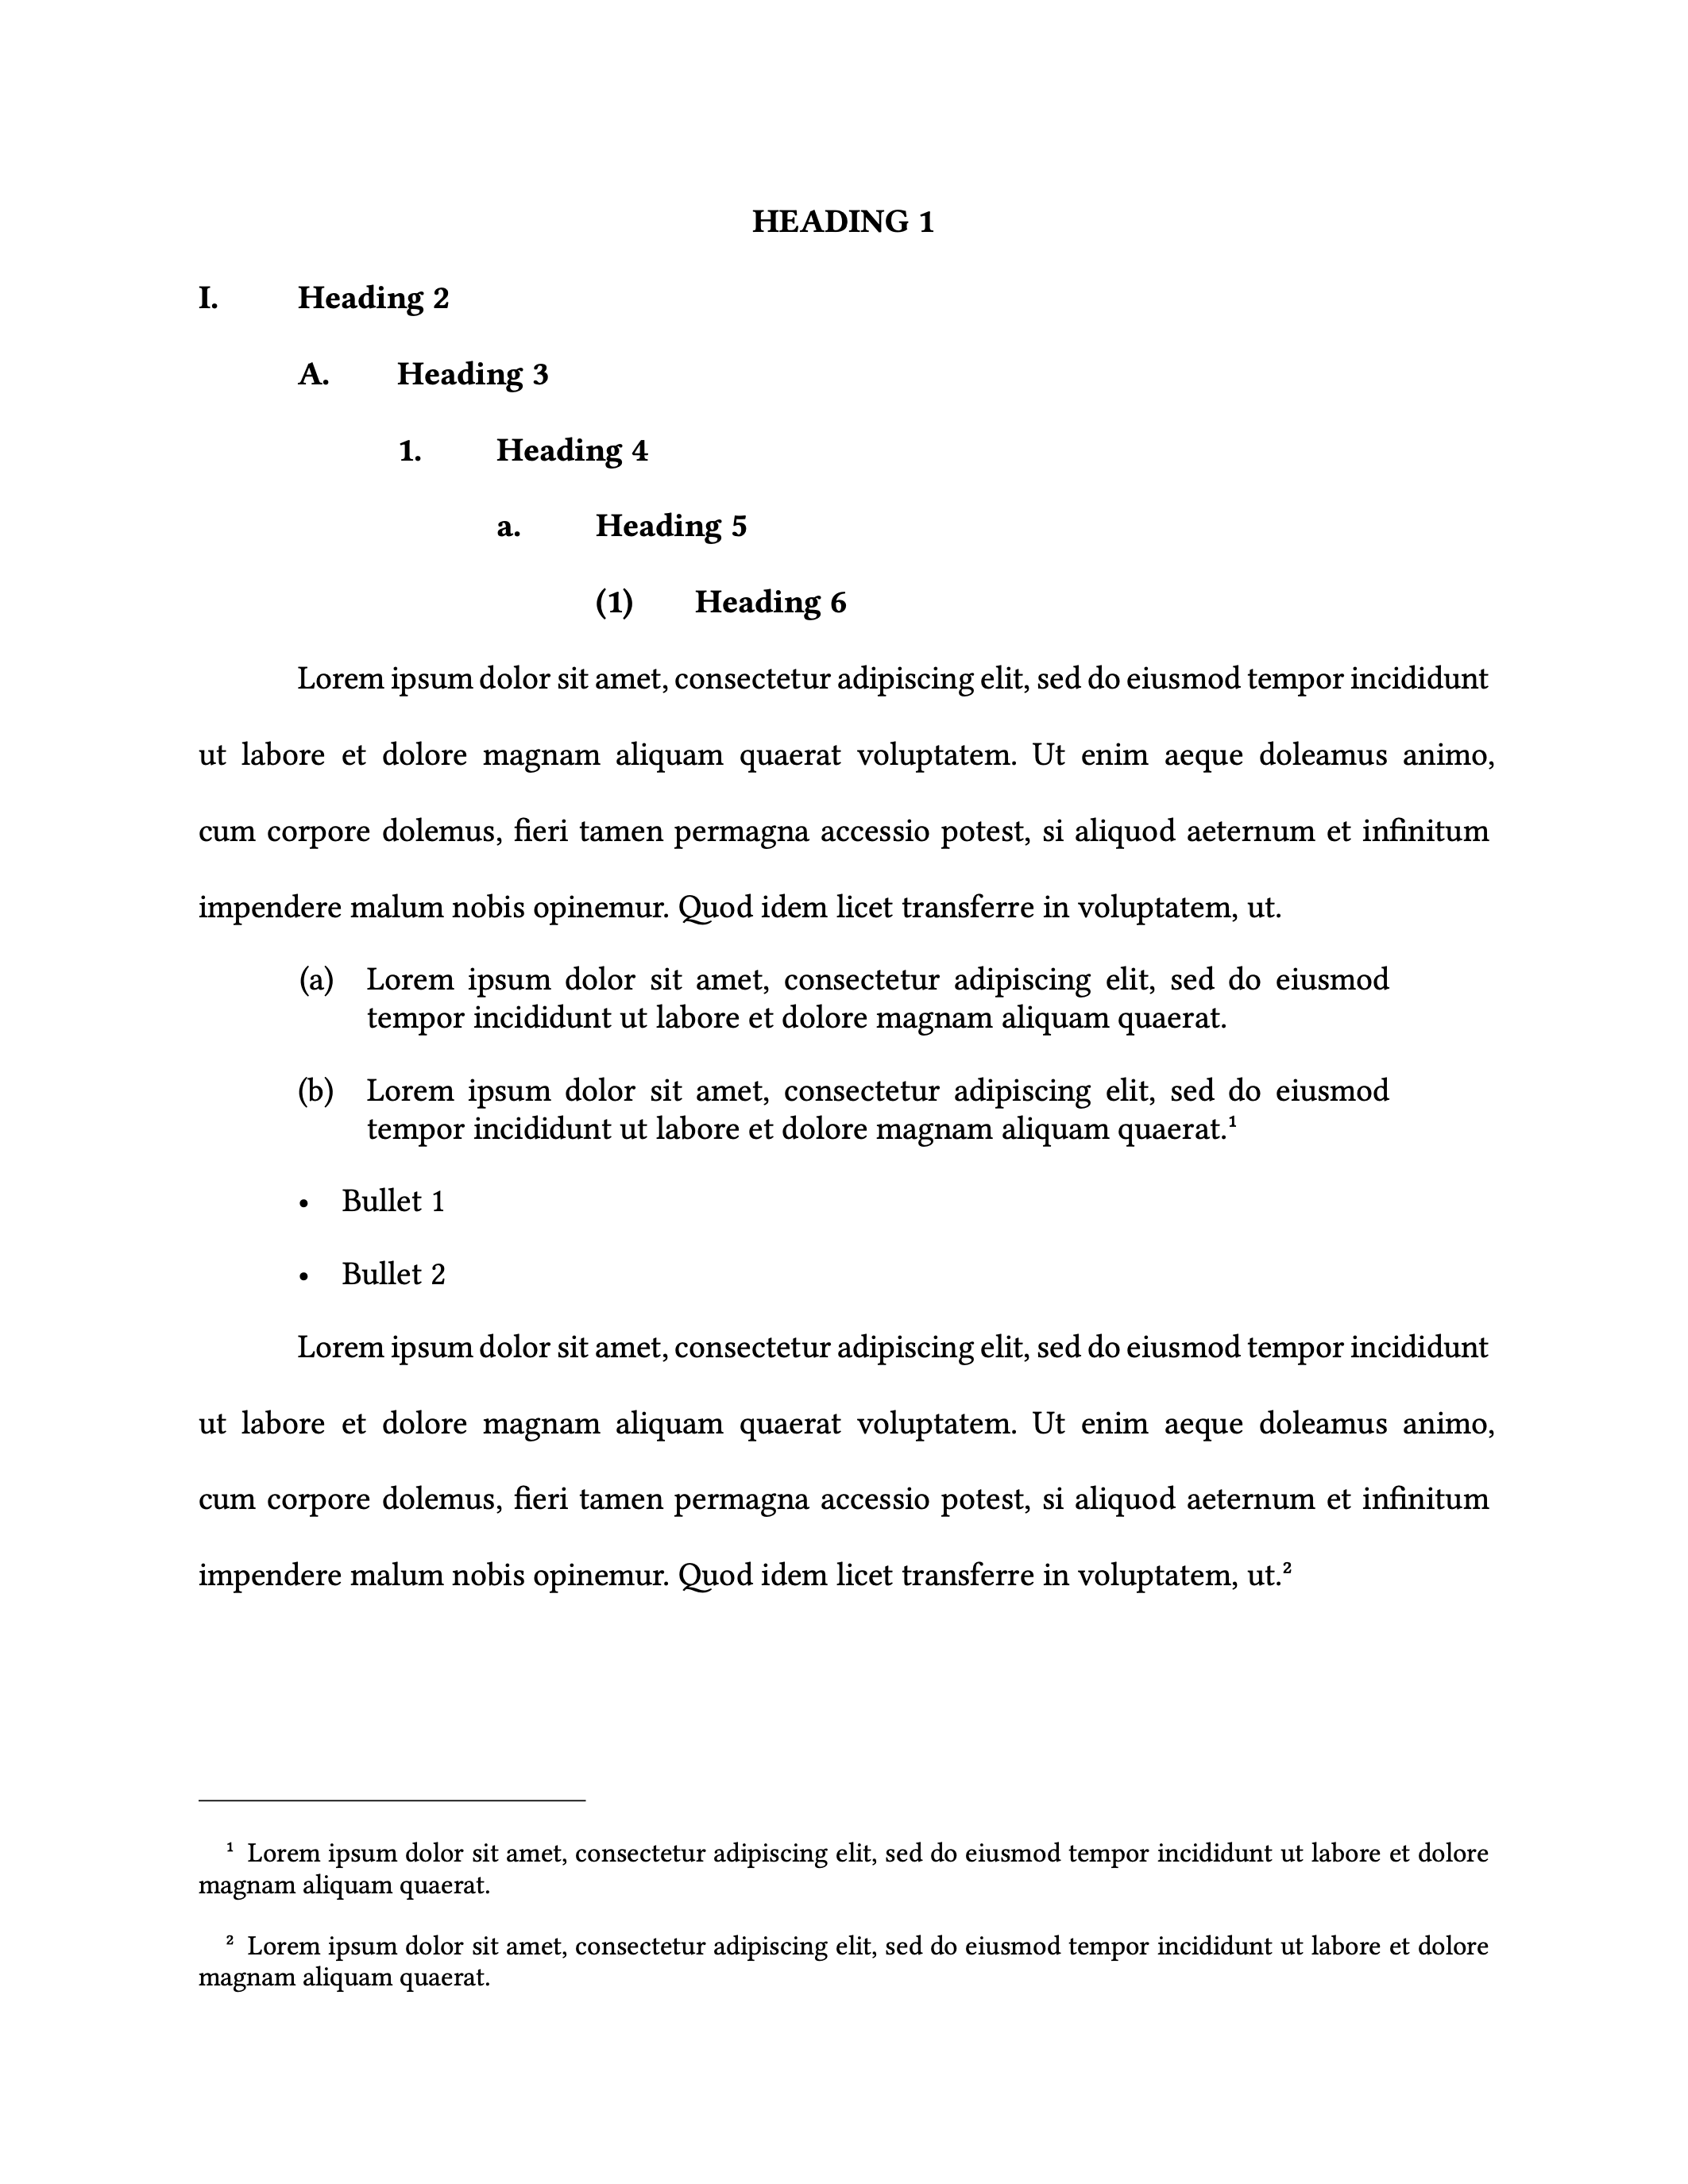 HEADING 1
I. Heading 2
A. Heading 3
1. Heading 4
a. Heading 5
(1) Heading 6
Lorem ipsum dolor sit amet, consectetur adipiscing elit, sed do eiusmod tempor incididunt
ut labore et dolore magnam aliquam quaerat voluptatem. Ut enim aeque doleamus animo,
cum corpore dolemus, fieri tamen permagna accessio potest, si aliquod aeternum et infinitum
impendere malum nobis opinemur. Quod idem licet transferre in voluptatem, ut.
(a) Lorem ipsum dolor sit amet, consectetur adipiscing elit, sed do eiusmod
tempor incididunt ut labore et dolore magnam aliquam quaerat.
(b) Lorem ipsum dolor sit amet, consectetur adipiscing elit, sed do eiusmod
tempor incididunt ut labore et dolore magnam aliquam quaerat.¹
• Bullet 1
• Bullet 2
Lorem ipsum dolor sit amet, consectetur adipiscing elit, sed do eiusmod tempor incididunt
ut labore et dolore magnam aliquam quaerat voluptatem. Ut enim aeque doleamus animo,
cum corpore dolemus, fieri tamen permagna accessio potest, si aliquod aeternum et infinitum
impendere malum nobis opinemur. Quod idem licet transferre in voluptatem, ut.²
¹ Lorem ipsum dolor sit amet, consectetur adipiscing elit, sed do eiusmod tempor incididunt ut labore et dolore
magnam aliquam quaerat.
² Lorem ipsum dolor sit amet, consectetur adipiscing elit, sed do eiusmod tempor incididunt ut labore et dolore
magnam aliquam quaerat.